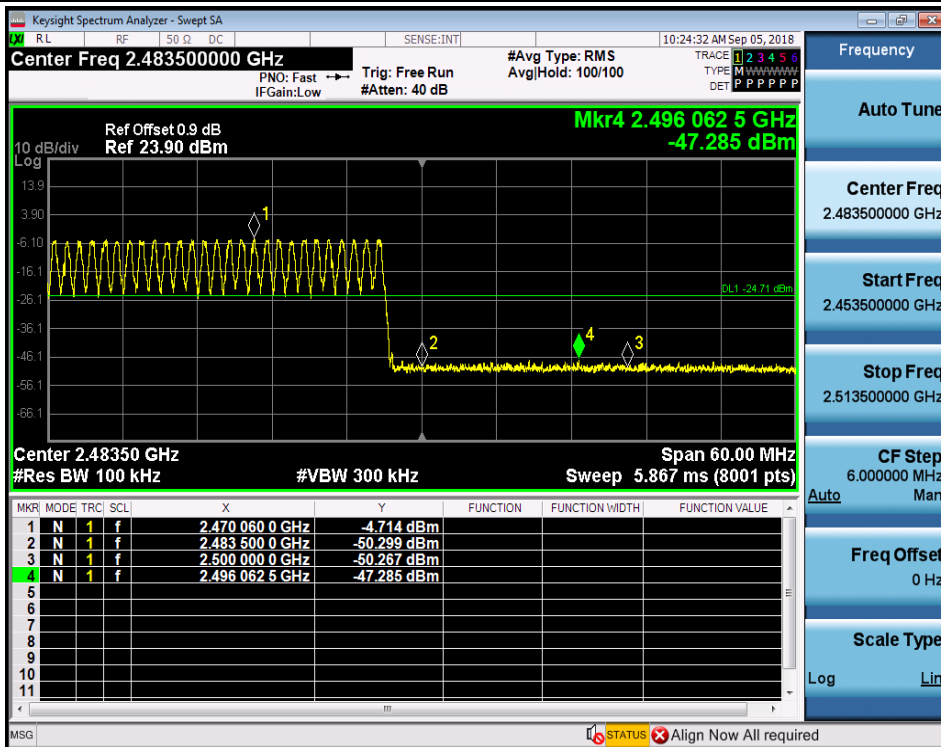 Keysight Spectrum Analyzer - Swept SA
LXI RL RF 50 Ω DC SENSE:INT 10:24:32 AM Sep 05, 2018
Center Freq 2.483500000 GHz
PNO: Fast
IFGain:Low
Trig: Free Run
#Atten: 40 dB
#Avg Type: RMS
Avg|Hold: 100/100
TRACE 1 2 3 4 5 6
TYPE M WWWWW
DET P P P P P P
Ref Offset 0.9 dB
10 dB/div Ref 23.90 dBm
Log
Mkr4 2.496 062 5 GHz
-47.285 dBm
13.9
3.90
-6.10
-16.1
-26.1
-36.1
-46.1
-56.1
-66.1
1
DL1 -24.71 dBm
2
4
3
Center 2.48350 GHz Span 60.00 MHz
#Res BW 100 kHz #VBW 300 kHz Sweep 5.867 ms (8001 pts)
MKR MODE TRC SCL X Y FUNCTION FUNCTION WIDTH FUNCTION VALUE
1 N 1 f 2.470 060 0 GHz -4.714 dBm
2 N 1 f 2.483 500 0 GHz -50.299 dBm
3 N 1 f 2.500 000 0 GHz -50.267 dBm
4 N 1 f 2.496 062 5 GHz -47.285 dBm
5
6
7
8
9
10
11
MSG STATUS Align Now All required
Frequency
Auto Tune
Center Freq
2.483500000 GHz
Start Freq
2.453500000 GHz
Stop Freq
2.513500000 GHz
CF Step
6.000000 MHz
Auto Man
Freq Offset
0 Hz
Scale Type
Log Lin